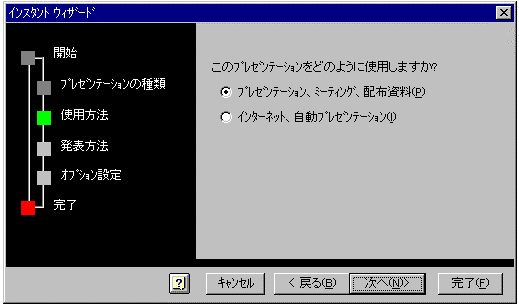 インスタント ウィザード
開始
プレゼンテーションの種類
使用方法
発表方法
オプション設定
完了
このプレゼンテーションをどのように使用しますか?
プレゼンテーション、ミーティング、配布資料(P)
インターネット、自動プレゼンテーション(I)
?
キャンセル
< 戻る(B)
次へ(N)>
完了(F)